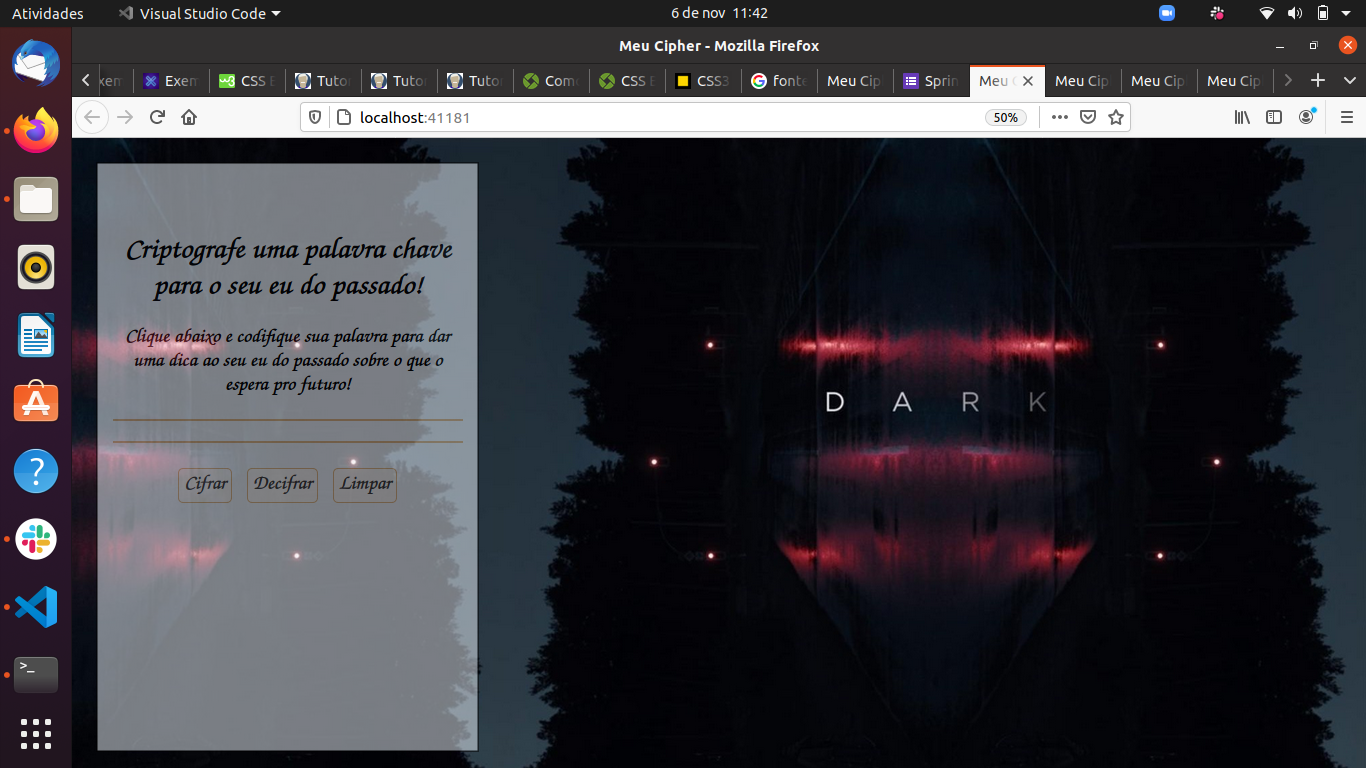 Atividades
Visual Studio Code
6 de nov 11:42
Meu Cipher - Mozilla Firefox
Exem
CSS E
Tuto
Tuto
Tuto
Com
CSS E
CSS3
fonte
Meu Cip
Sprin
Meu C
Meu Cip
Meu Cip
Meu Cip
localhost:41181
50%
Criptografe uma palavra chave
para o seu eu do passado!
Clique abaixo e codifique sua palavra para dar
uma dica ao seu eu do passado sobre o que o
espera pro futuro!
Cifrar
Decifrar
Limpar
D A R K